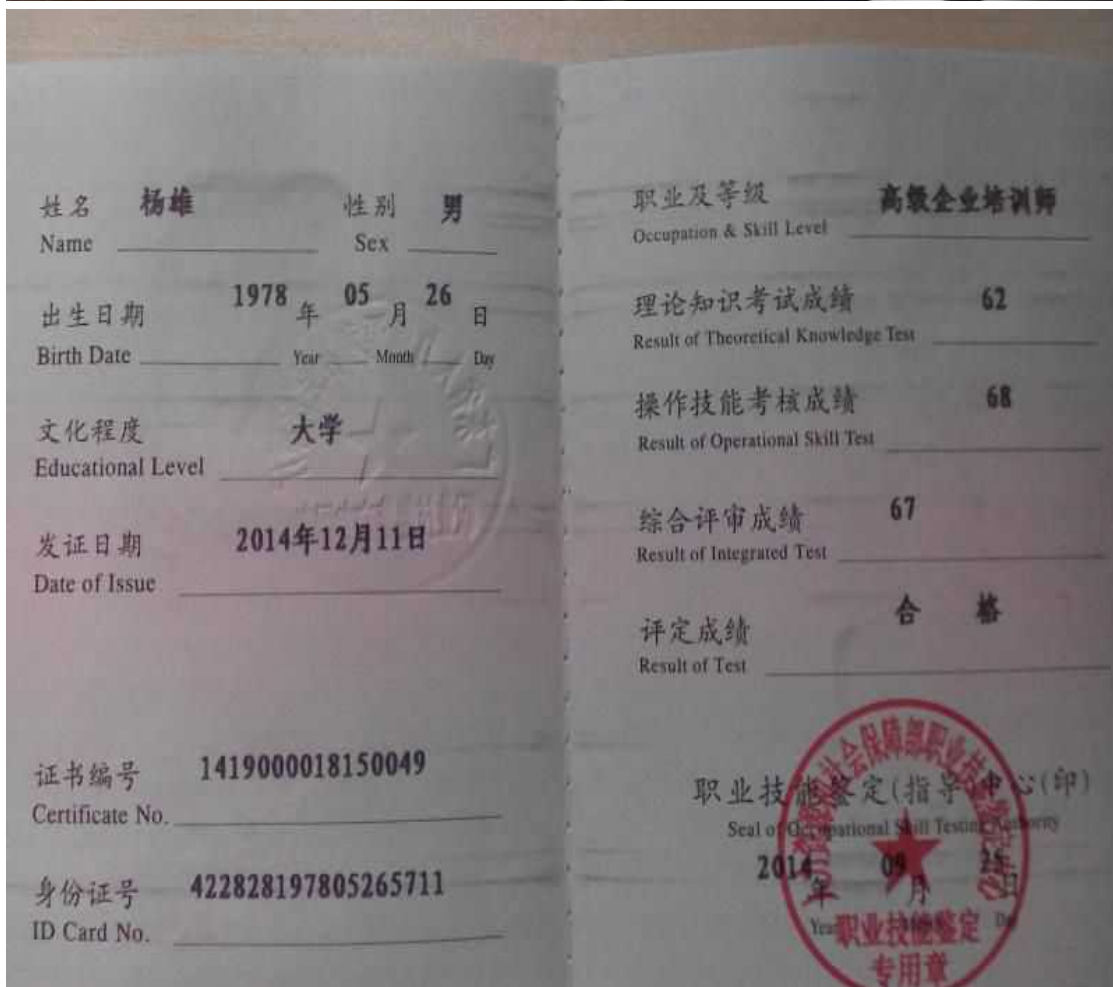 姓名 杨雄 性别 男
Name Sex
出生日期 1978 年 05 月 26 日
Birth Date Year Month Day
文化程度 大学
Educational Level
发证日期 2014年12月11日
Date of Issue
证书编号 1419000018150049
Certificate No.
身份证号 422828197805265711
ID Card No.
职业及等级 高级企业培训师
Occupation & Skill Level
理论知识考试成绩 62
Result of Theoretical Knowledge Test
操作技能考核成绩 68
Result of Operational Skill Test
综合评审成绩 67
Result of Integrated Test
评定成绩 合 格
Result of Test
职业技能鉴定(指导)中心(印)
Seal of Occupational Skill Testing Authority
2014 年 09 月 日
Year
职业技能鉴定
专用章